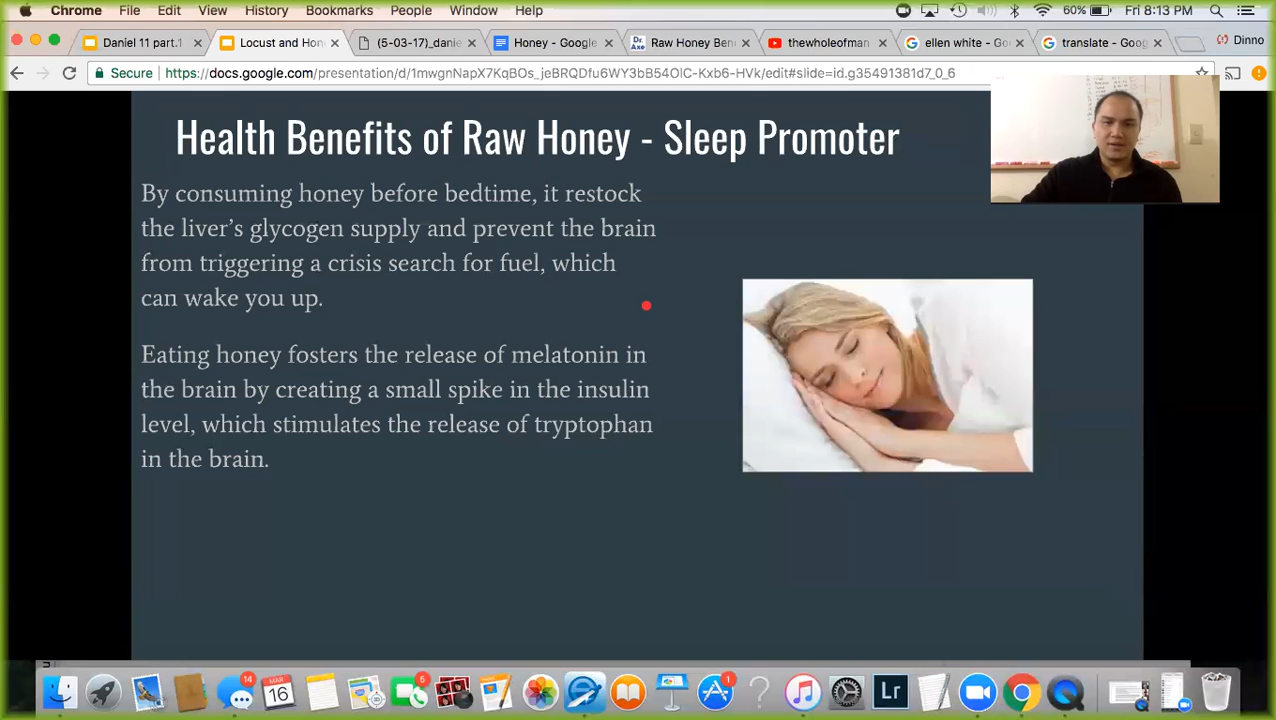 Chrome File Edit View History Bookmarks People Window Help 60% Fri 8:13 PM
Daniel 11 part.1 Locust and Hon (5-03-17)_danie Honey - Google Dr. Axe Raw Honey Ben thewholeofman ellen white - Go translate - Goog Dinno
Secure https://docs.google.com/presentation/d/1mwgnNapX7KqBOs_jeBRQDfu6WY3bB54OlC-Kxb6-HVk/edit#slide=id.g35491381d7_0_6
Health Benefits of Raw Honey - Sleep Promoter
By consuming honey before bedtime, it restock
the liver’s glycogen supply and prevent the brain
from triggering a crisis search for fuel, which
can wake you up.
Eating honey fosters the release of melatonin in
the brain by creating a small spike in the insulin
level, which stimulates the release of tryptophan
in the brain.
14 MAR 16 5 1 Lr